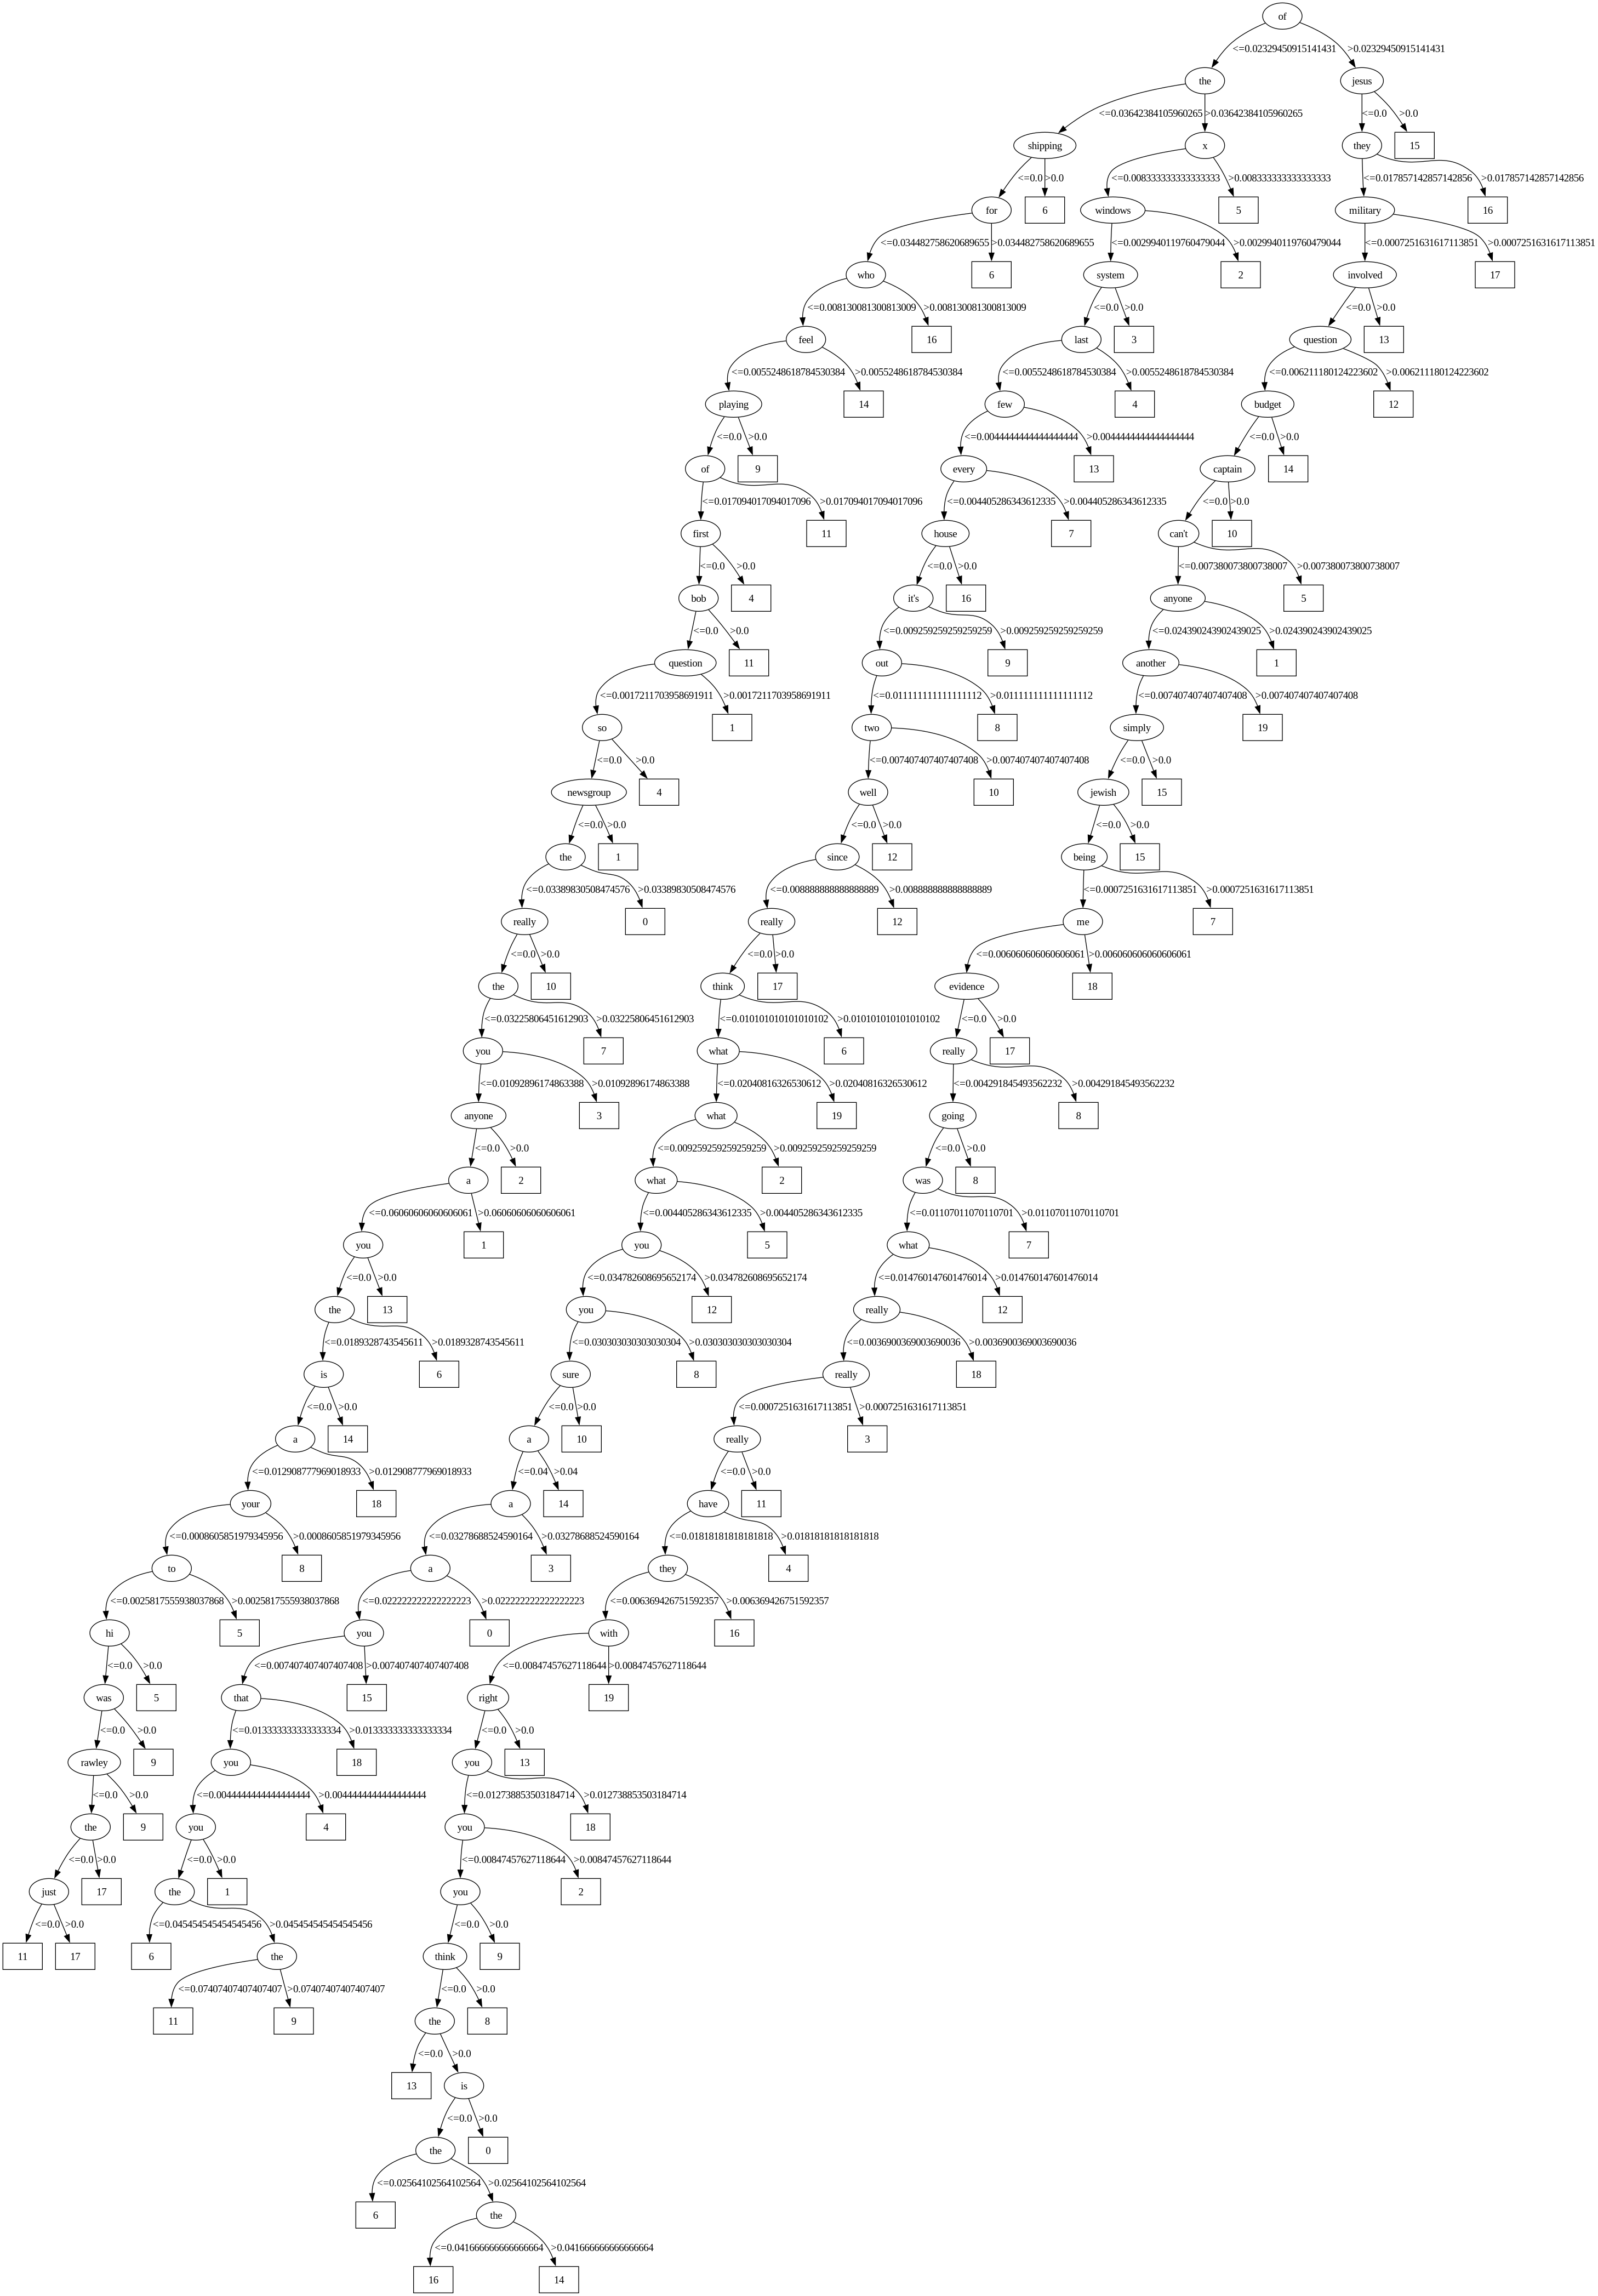 of
<=0.02329450915141431 >0.02329450915141431
the jesus
<=0.03642384105960265 >0.03642384105960265 <=0.0 >0.0
shipping x they 15
<=0.0 >0.0 <=0.008333333333333333 >0.008333333333333333 <=0.017857142857142856 >0.017857142857142856
for 6 windows 5 military 16
<=0.034482758620689655 >0.034482758620689655 <=0.0029940119760479044 >0.0029940119760479044 <=0.0007251631617113851 >0.0007251631617113851
who 6 system 2 involved 17
<=0.008130081300813009 >0.008130081300813009 <=0.0 >0.0 <=0.0 >0.0
feel 16 last 3 question 13
<=0.0055248618784530384 >0.0055248618784530384 <=0.0055248618784530384 >0.0055248618784530384 <=0.006211180124223602 >0.006211180124223602
playing 14 few 4 budget 12
<=0.0 >0.0 <=0.0044444444444444444 >0.0044444444444444444 <=0.0 >0.0
of 9 every 13 captain 14
<=0.017094017094017096 >0.017094017094017096 <=0.004405286343612335 >0.004405286343612335 <=0.0 >0.0
first 11 house 7 can't 10
<=0.0 >0.0 <=0.0 >0.0 <=0.007380073800738007 >0.007380073800738007
bob 4 it's 16 anyone 5
<=0.0 >0.0 <=0.009259259259259259 >0.009259259259259259 <=0.024390243902439025 >0.024390243902439025
question 11 out 9 another 1
<=0.0017211703958691911 >0.0017211703958691911 <=0.011111111111111112 >0.011111111111111112 <=0.007407407407407408 >0.007407407407407408
so 1 two 8 simply 19
<=0.0 >0.0 <=0.007407407407407408 >0.007407407407407408 <=0.0 >0.0
newsgroup 4 well 10 jewish 15
<=0.0 >0.0 <=0.0 >0.0 <=0.0 >0.0
the 1 since 12 being 15
<=0.03389830508474576 >0.03389830508474576 <=0.008888888888888889 >0.008888888888888889 <=0.0007251631617113851 >0.0007251631617113851
really 0 really 12 me 7
<=0.0 >0.0 <=0.0 >0.0 <=0.006060606060606061 >0.006060606060606061
the 10 think 17 evidence 18
<=0.03225806451612903 >0.03225806451612903 <=0.010101010101010102 >0.010101010101010102 <=0.0 >0.0
you 7 what 6 really 17
<=0.01092896174863388 >0.01092896174863388 <=0.02040816326530612 >0.02040816326530612 <=0.004291845493562232 >0.004291845493562232
anyone 3 what 19 going 8
<=0.0 >0.0 <=0.009259259259259259 >0.009259259259259259 <=0.0 >0.0
a 2 what 2 was 8
<=0.06060606060606061 >0.06060606060606061 <=0.004405286343612335 >0.004405286343612335 <=0.01107011070110701 >0.01107011070110701
you 1 you 5 what 7
<=0.0 >0.0 <=0.034782608695652174 >0.034782608695652174 <=0.014760147601476014 >0.014760147601476014
the 13 you 12 really 12
<=0.0189328743545611 >0.0189328743545611 <=0.030303030303030304 >0.030303030303030304 <=0.0036900369003690036 >0.0036900369003690036
is 6 sure 8 really 18
<=0.0 >0.0 <=0.0 >0.0 <=0.0007251631617113851 >0.0007251631617113851
a 14 a 10 really 3
<=0.012908777969018933 >0.012908777969018933 <=0.04 >0.04 <=0.0 >0.0
your 18 a 14 have 11
<=0.0008605851979345956 >0.0008605851979345956 <=0.03278688524590164 >0.03278688524590164 <=0.01818181818181818 >0.01818181818181818
to 8 a 3 they 4
<=0.0025817555938037868 >0.0025817555938037868 <=0.022222222222222223 >0.022222222222222223 <=0.006369426751592357 >0.006369426751592357
hi 5 you 0 with 16
<=0.0 >0.0 <=0.007407407407407408 >0.007407407407407408 <=0.00847457627118644 >0.00847457627118644
was 5 that 15 right 19
<=0.0 >0.0 <=0.013333333333333334 >0.013333333333333334 <=0.0 >0.0
rawley 9 you 18 you 13
<=0.0 >0.0 <=0.0044444444444444444 >0.0044444444444444444 <=0.012738853503184714 >0.012738853503184714
the 9 you 4 you 18
<=0.0 >0.0 <=0.0 >0.0 <=0.00847457627118644 >0.00847457627118644
just 17 the 1 you 2
<=0.0 >0.0 <=0.045454545454545456 >0.045454545454545456 <=0.0 >0.0
11 17 6 the think 9
<=0.07407407407407407 >0.07407407407407407 <=0.0 >0.0
11 9 the 8
<=0.0 >0.0
13 is
<=0.0 >0.0
the 0
<=0.02564102564102564 >0.02564102564102564
6 the
<=0.041666666666666664 >0.041666666666666664
16 14